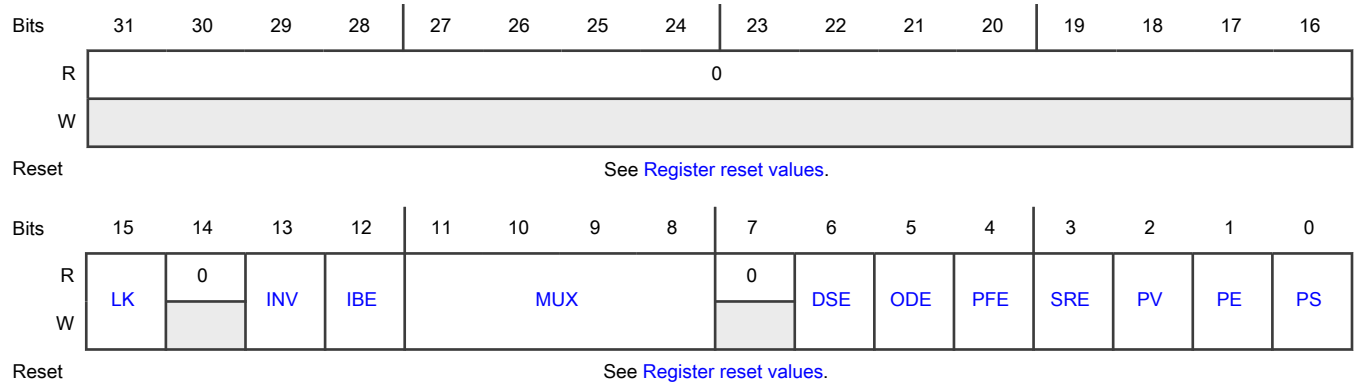 Bits 31 30 29 28 27 26 25 24 23 22 21 20 19 18 17 16
R 0
W
Reset See Register reset values.
Bits 15 14 13 12 11 10 9 8 7 6 5 4 3 2 1 0
R LK 0 INV IBE MUX 0 DSE ODE PFE SRE PV PE PS
W
Reset See Register reset values.